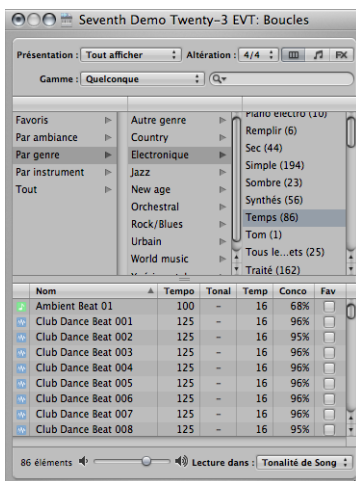 Seventh Demo Twenty-3 EVT: Boucles
Présentation : Tout afficher Altération : 4/4 FX
Gamme : Quelconque
Favoris
Par ambiance
Par genre
Par instrument
Tout
Autre genre
Country
Electronique
Jazz
New age
Orchestral
Rock/Blues
Urbain
World music
Piano électro (10)
Remplir (6)
Sec (44)
Simple (194)
Sombre (23)
Synthés (56)
Temps (86)
Tom (1)
Tous le...ets (25)
Traité (162)
Nom Tempo Tonal Temp Conco Fav
Ambient Beat 01 100 – 16 68%
Club Dance Beat 001 125 – 16 96%
Club Dance Beat 002 125 – 16 95%
Club Dance Beat 003 125 – 16 96%
Club Dance Beat 004 125 – 16 96%
Club Dance Beat 005 125 – 16 96%
Club Dance Beat 006 125 – 16 96%
Club Dance Beat 007 125 – 16 96%
Club Dance Beat 008 125 – 16 95%
86 éléments Lecture dans : Tonalité de Song